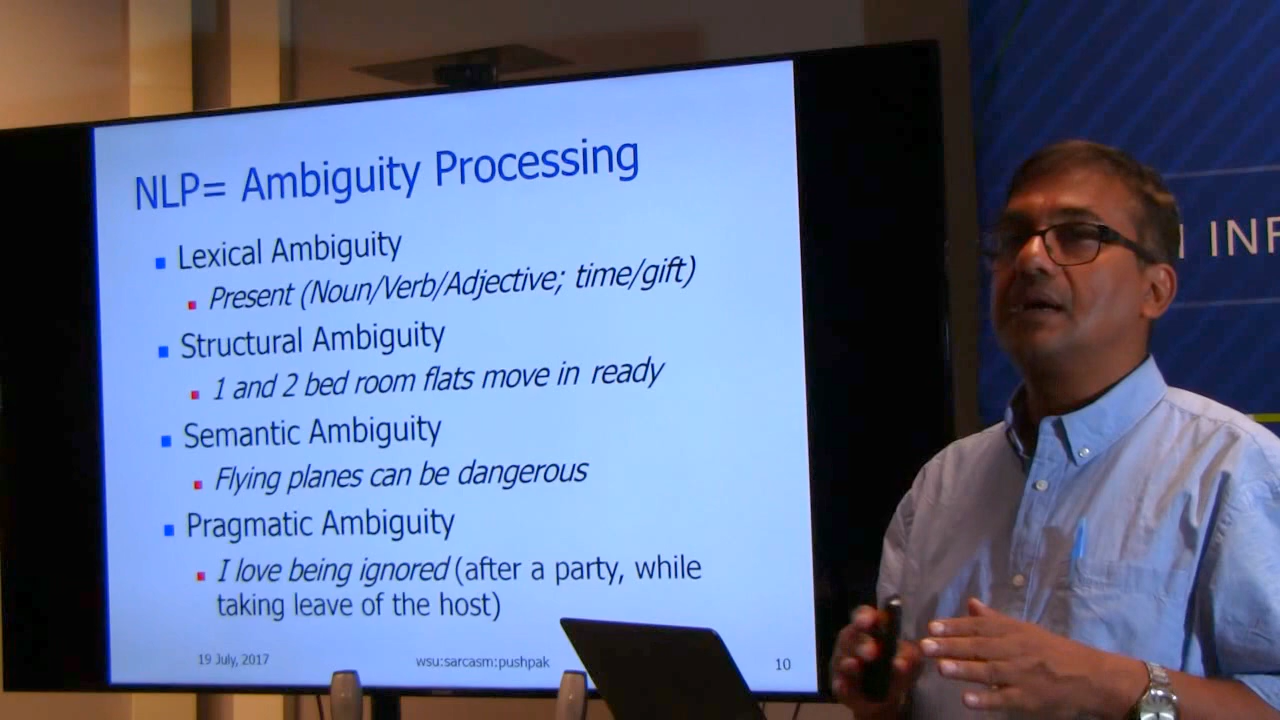 NLP= Ambiguity Processing
Lexical Ambiguity
Present (Noun/Verb/Adjective; time/gift)
Structural Ambiguity
1 and 2 bed room flats move in ready
Semantic Ambiguity
Flying planes can be dangerous
Pragmatic Ambiguity
I love being ignored (after a party, while
taking leave of the host)
19 July, 2017
wsu:sarcasm:pushpak
10